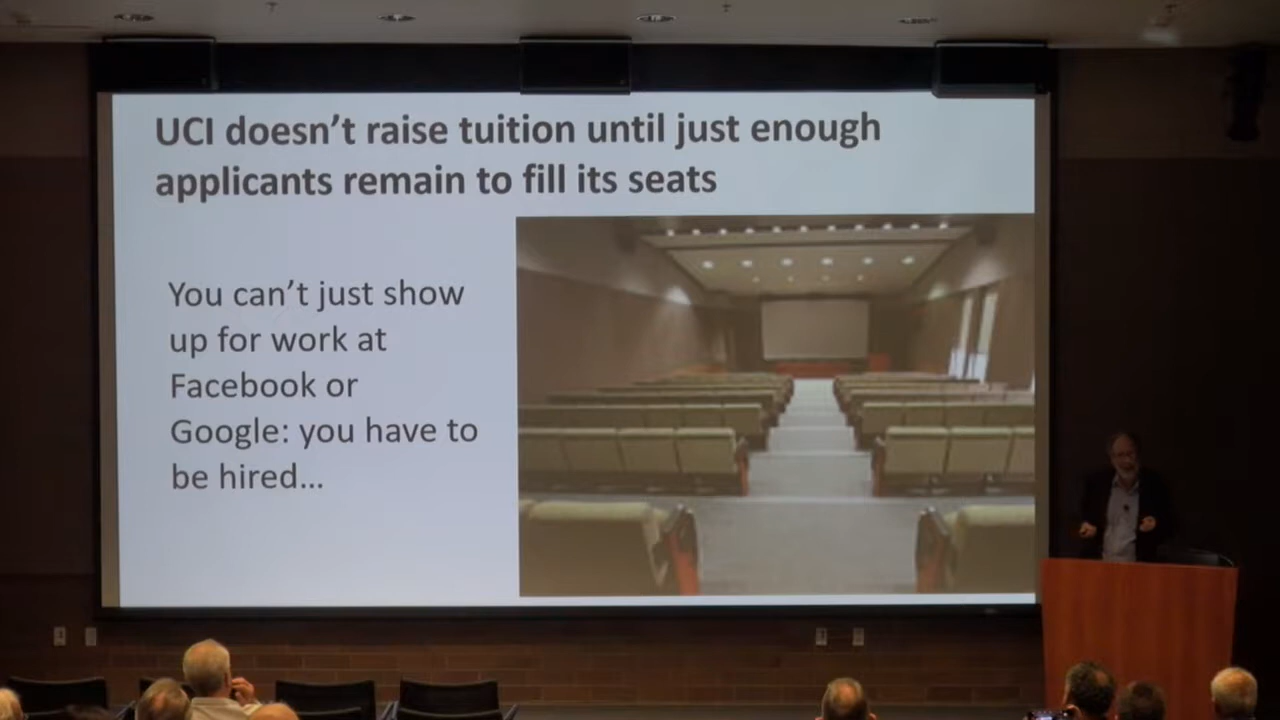 UCI doesn’t raise tuition until just enough
applicants remain to fill its seats
You can’t just show
up for work at
Facebook or
Google: you have to
be hired…